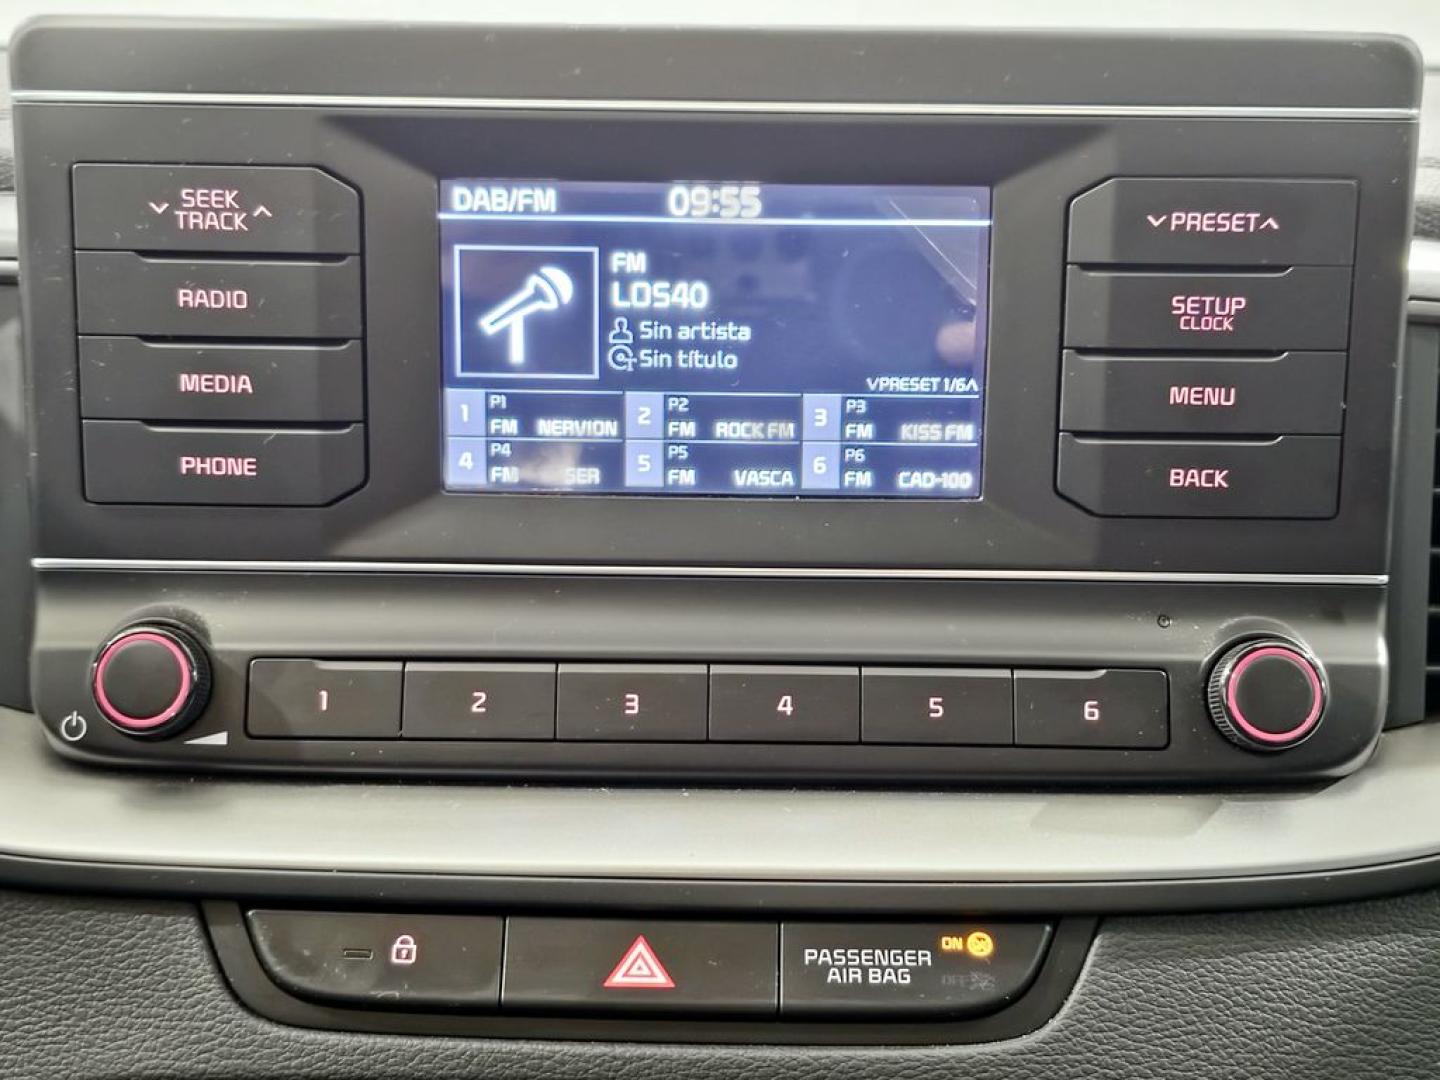 SEEK
TRACK
RADIO
MEDIA
PHONE
DAB/FM 09:55
FM
LOS40
Sin artista
Sin título
PRESET 1/6
1 P1 FM NERVION
2 P2 FM ROCK FM
3 P3 FM KISS FM
4 P4 FM SER
5 P5 FM VASCA
6 P6 FM CAD-100
PRESET
SETUP
CLOCK
MENU
BACK
1 2 3 4 5 6
PASSENGER
AIR BAG
ON
OFF